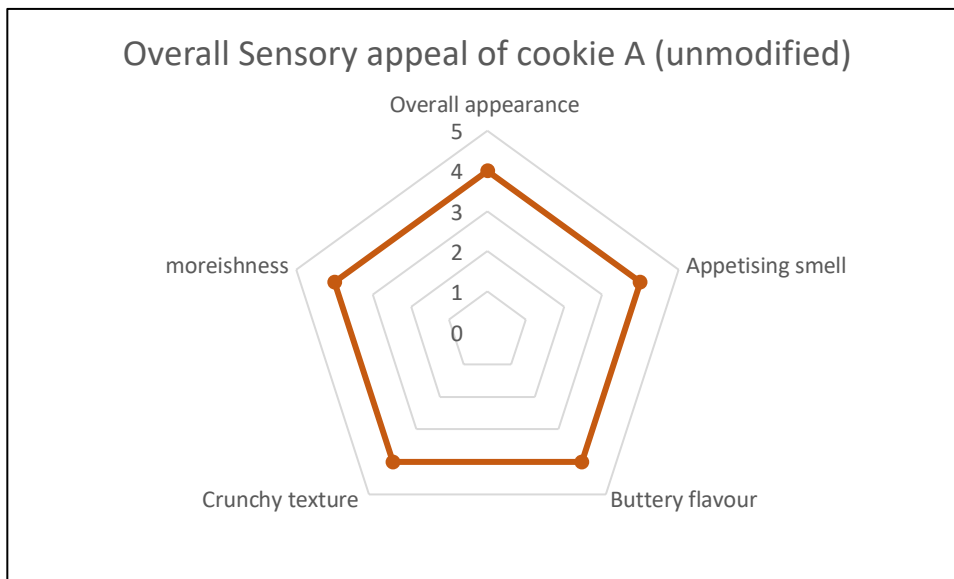 Overall Sensory appeal of cookie A (unmodified)
Overall appearance
5
4
3
2
1
0
moreishness
Appetising smell
Crunchy texture
Buttery flavour